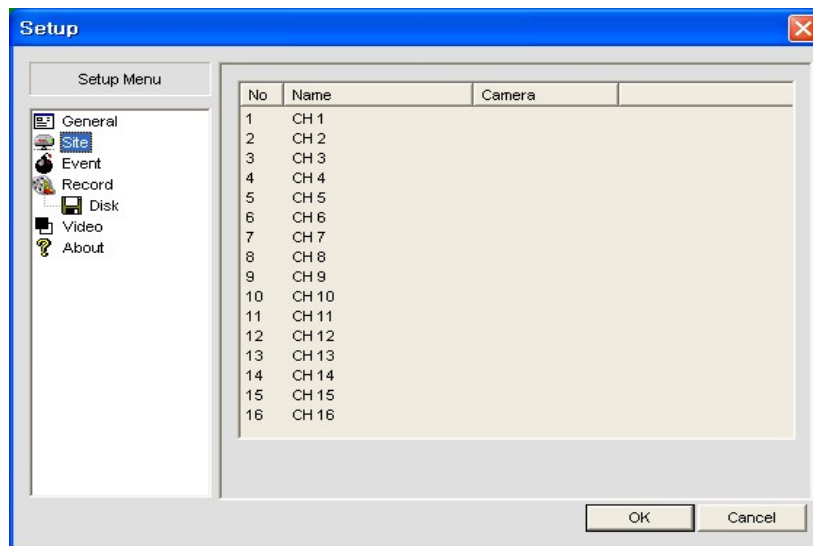 Setup
Setup Menu
General
Site
Event
Record
Disk
Video
About
No Name Camera
1 CH 1
2 CH 2
3 CH 3
4 CH 4
5 CH 5
6 CH 6
7 CH 7
8 CH 8
9 CH 9
10 CH 10
11 CH 11
12 CH 12
13 CH 13
14 CH 14
15 CH 15
16 CH 16
OK Cancel